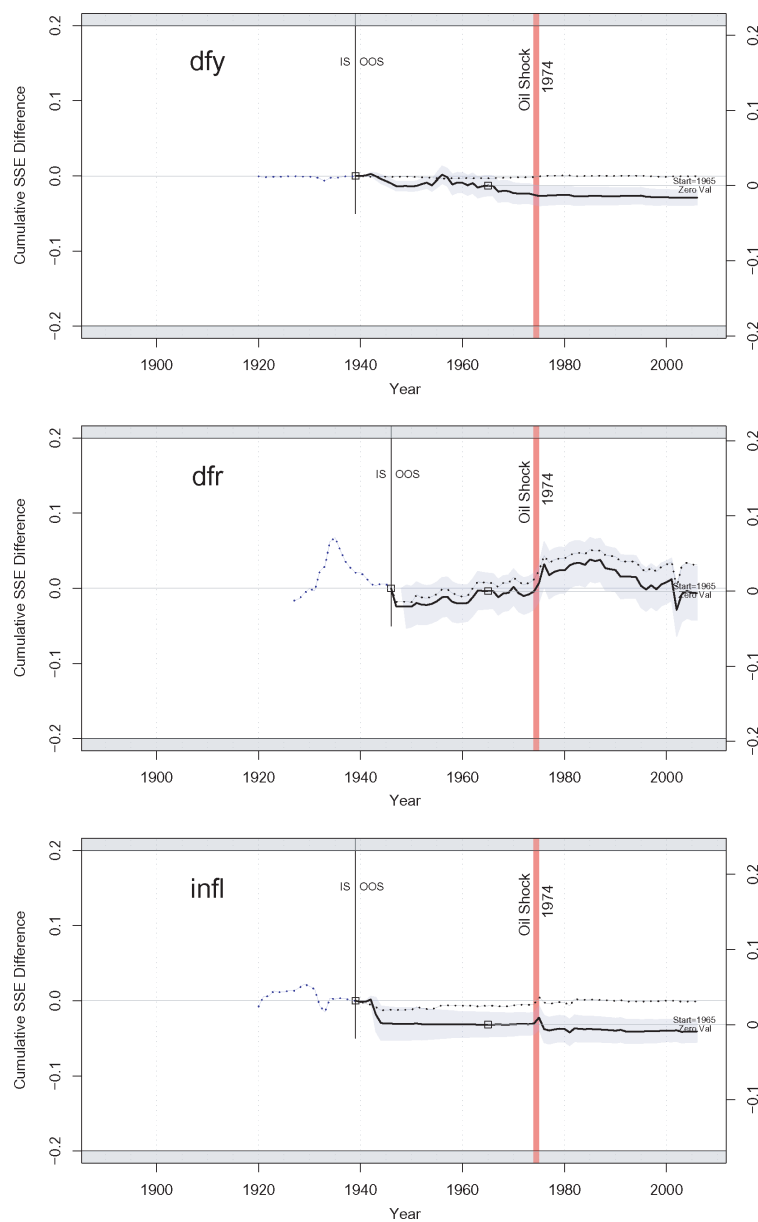 dfy
IS OOS
Oil Shock
1974
Start=1965
Zero Val
Cumulative SSE Difference
0.2
0.1
0.0
−0.1
−0.2
0.2
0.1
0
−0.1
−0.2
1900 1920 1940 1960 1980 2000
Year
dfr
IS OOS
Oil Shock
1974
Start=1965
Zero Val
Cumulative SSE Difference
0.2
0.1
0.0
−0.1
−0.2
0.2
0.1
0
−0.1
−0.2
1900 1920 1940 1960 1980 2000
Year
infl
IS OOS
Oil Shock
1974
Start=1965
Zero Val
Cumulative SSE Difference
0.2
0.1
0.0
−0.1
−0.2
0.2
0.1
0
−0.1
1900 1920 1940 1960 1980 2000
Year